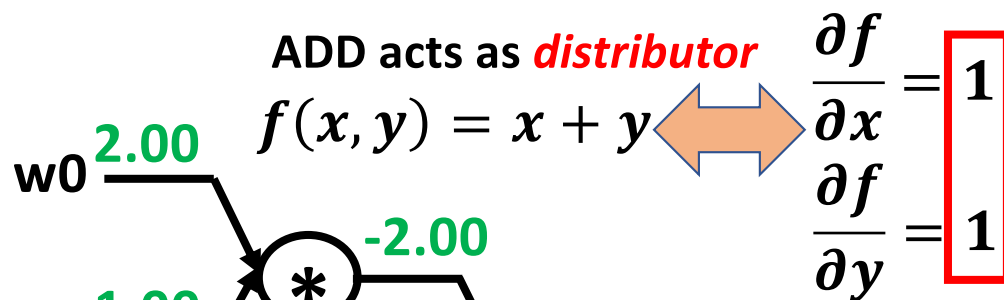 ADD acts as distributor
f(x, y) = x + y
∂f/∂x = 1
∂f/∂y = 1
w0 2.00
-2.00
*